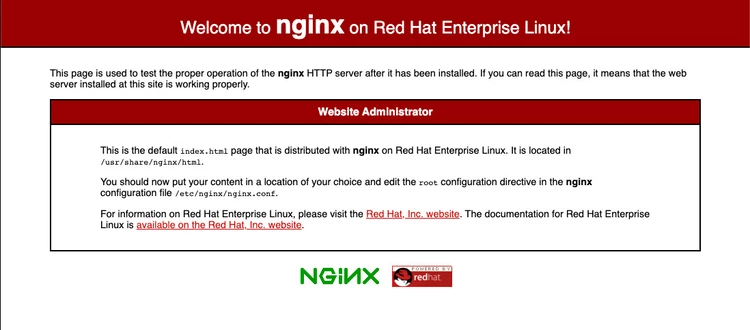 Welcome to nginx on Red Hat Enterprise Linux!
This page is used to test the proper operation of the nginx HTTP server after it has been installed. If you can read this page, it means that the web
server installed at this site is working properly.
Website Administrator
This is the default index.html page that is distributed with nginx on Red Hat Enterprise Linux. It is located in
/usr/share/nginx/html.
You should now put your content in a location of your choice and edit the root configuration directive in the nginx
configuration file /etc/nginx/nginx.conf.
For information on Red Hat Enterprise Linux, please visit the Red Hat, Inc. website. The documentation for Red Hat Enterprise
Linux is available on the Red Hat, Inc. website.
NGINX
POWERED BY
redhat.